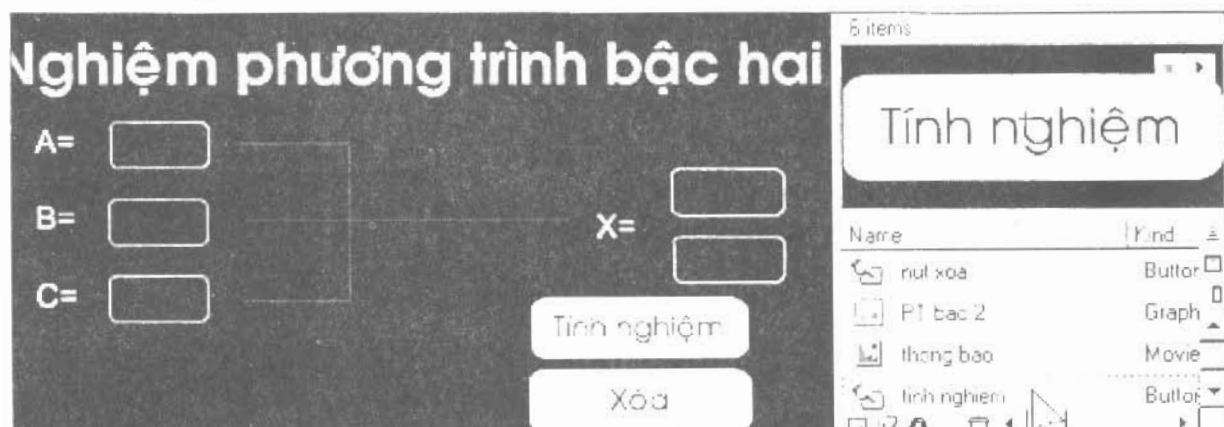 Nghiệm phương trình bậc hai
A=
B=
C=
X=
Tính nghiệm
Xóa
6 items
Tính nghiệm
Name Kind
nut xoa Button
PT bac 2 Graph
thong bao Movie
tinh nghiem Button